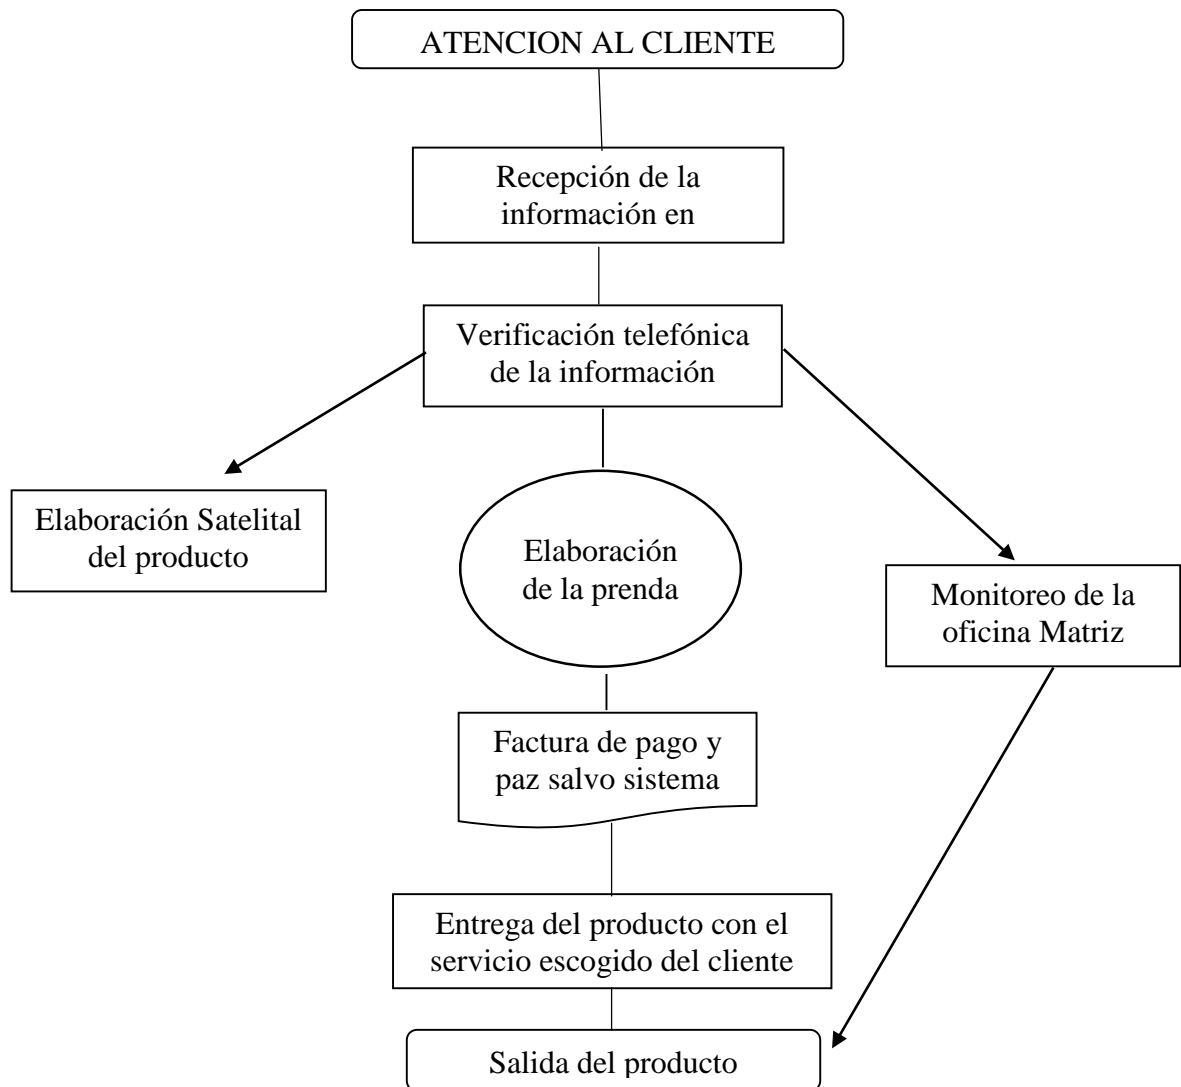 ATENCION AL CLIENTE
Recepción de la
información en
Verificación telefónica
de la información
Elaboración Satelital
del producto
Elaboración
de la prenda
Monitoreo de la
oficina Matriz
Factura de pago y
paz salvo sistema
Entrega del producto con el
servicio escogido del cliente
Salida del producto